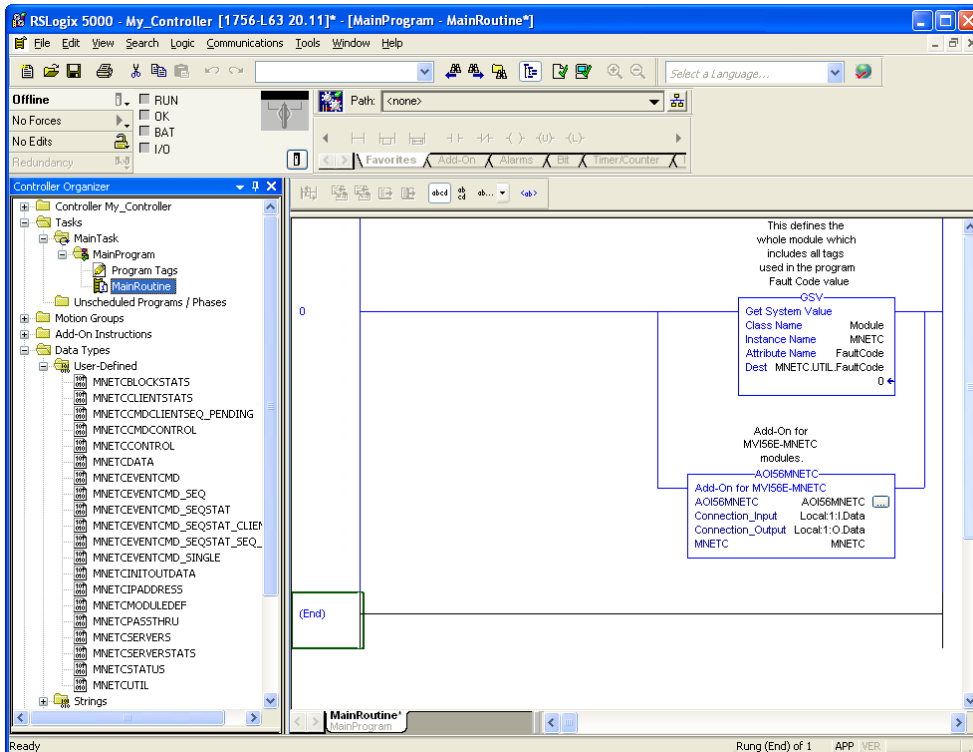 RSLogix 5000 - My_Controller [1756-L63 20.11]* - [MainProgram - MainRoutine*]
File Edit View Search Logic Communications Tools Window Help
Select a Language...
Offline
RUN
No Forces
OK
No Edits
BAT
Redundancy
I/O
Path: <none>
Favorites Add-On Alarms Bit Timer/Counter
Controller Organizer
abcd ab cd ab... <ab>
Controller My_Controller
Tasks
MainTask
MainProgram
Program Tags
MainRoutine
Unscheduled Programs / Phases
Motion Groups
Add-On Instructions
Data Types
User-Defined
MNETCBLOCKSTATS
MNETCCLIENTSTATS
MNETCCMDCLIENTSEQ_PENDING
MNETCCMDCONTROL
MNETCCONTROL
MNETCDATA
MNETCEVENTCMD
MNETCEVENTCMD_SEQ
MNETCEVENTCMD_SEQSTAT
MNETCEVENTCMD_SEQSTAT_CLIEN
MNETCEVENTCMD_SEQSTAT_SEQ_
MNETCEVENTCMD_SINGLE
MNETCINITOUTDATA
MNETCIPADDRESS
MNETCMODULEDEF
MNETCPASSTHRU
MNETCSERVERS
MNETCSERVERSTATS
MNETCSTATUS
MNETCUTIL
Strings
This defines the
whole module which
includes all tags
used in the program
Fault Code value
0
GSV
Get System Value
Class Name Module
Instance Name MNETC
Attribute Name FaultCode
Dest MNETC.UTIL.FaultCode
0
Add-On for
MVI56E-MNETC
modules.
AOI56MNETC
Add-On for MVI56E-MNETC
AOI56MNETC AOI56MNETC ...
Connection_Input Local:1:I.Data
Connection_Output Local:1:O.Data
MNETC MNETC
(End)
MainRoutine*
MainProgram
Ready
Rung (End) of 1 APP VER